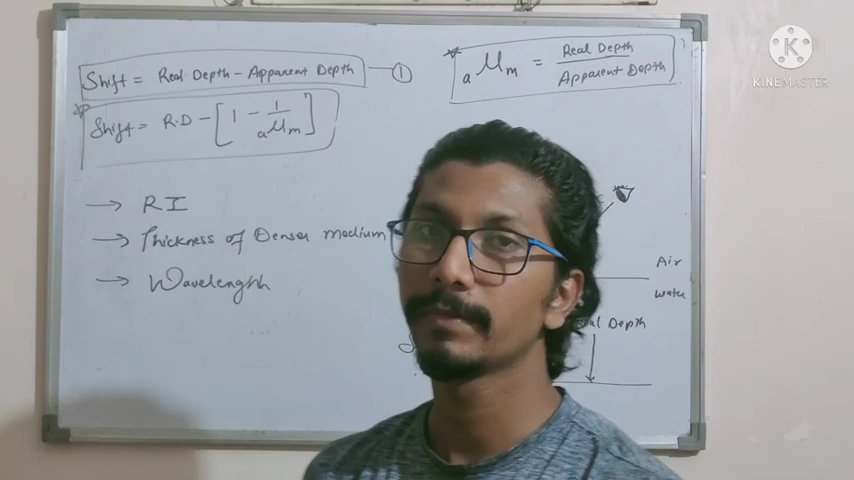 Shift = Real Depth - Apparent Depth — ①
* Shift = R.D - [1 - 1/aμm]
→ RI
→ Thickness of Denser medium
→ Wavelength
* aμm = Real Depth / Apparent Depth
Air
Water
Depth
K
KINEMASTER